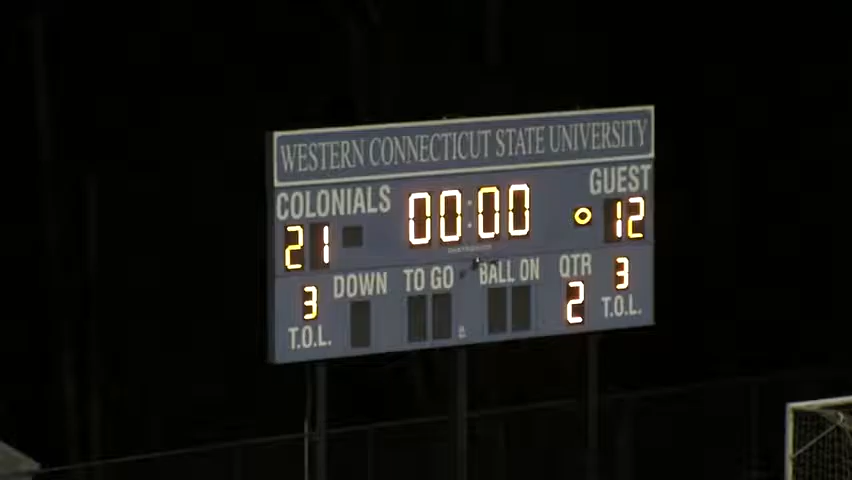 WESTERN CONNECTICUT STATE UNIVERSITY
COLONIALS 00:00 GUEST
21 12
DOWN TO GO BALL ON QTR 3
3 2
T.O.L. T.O.L.